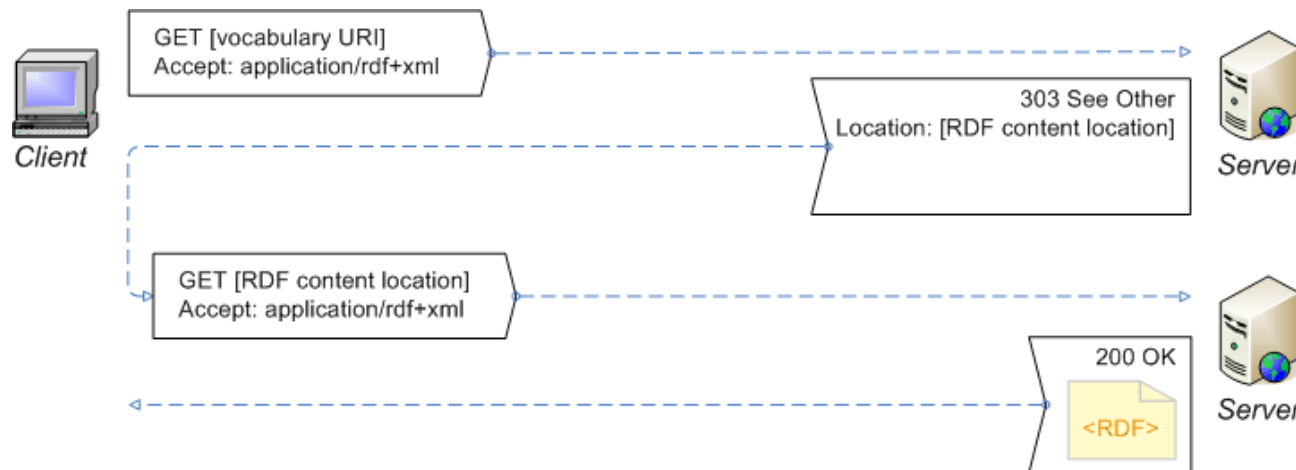 GET [vocabulary URI]
Accept: application/rdf+xml
Client
303 See Other
Location: [RDF content location]
Server
GET [RDF content location]
Accept: application/rdf+xml
200 OK
<RDF>
Server